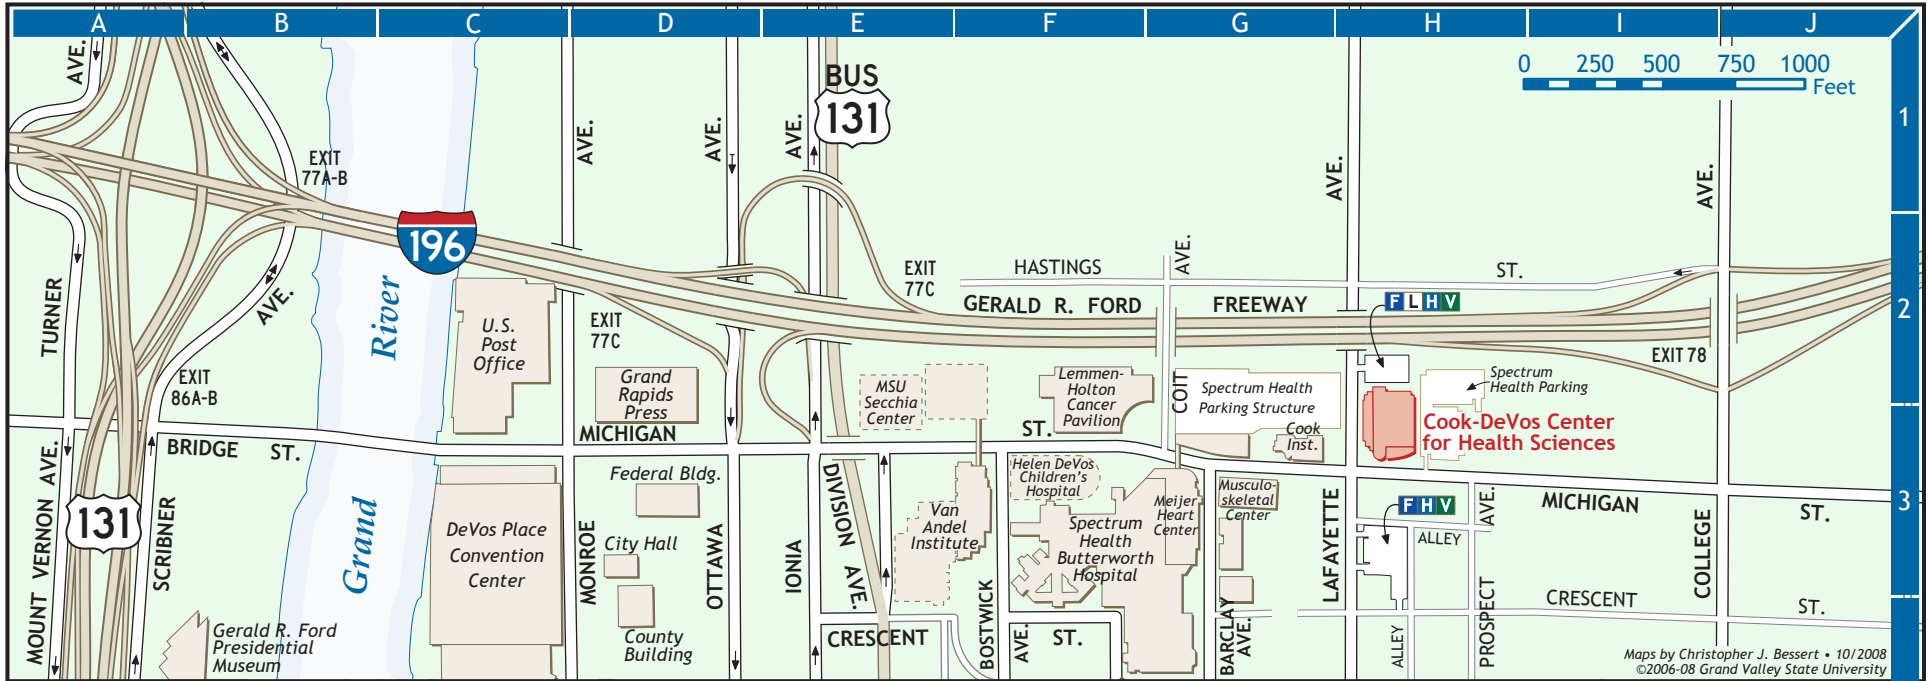 A B C D E F G H I J
0 250 500 750 1000
Feet
1
2
3
AVE.
BUS
131
AVE.
AVE.
AVE.
AVE.
AVE.
EXIT
77A-B
196
River
Grand
TURNER
AVE.
EXIT
86A-B
U.S.
Post
Office
EXIT
77C
EXIT
77C
HASTINGS
AVE.
ST.
GERALD R. FORD
FREEWAY
F L H V
EXIT 78
Grand
Rapids
Press
MSU
Secchia
Center
Lemmen-
Holton
Cancer
Pavilion
COIT
Spectrum Health
Parking Structure
Spectrum
Health Parking
Cook-DeVos Center
for Health Sciences
Cook
Inst.
BRIDGE ST.
MICHIGAN
ST.
MICHIGAN
ST.
MOUNT VERNON AVE.
131
SCRIBNER
DeVos Place
Convention
Center
Federal Bldg.
City Hall
County
Building
MONROE
OTTAWA
IONIA
DIVISION AVE.
Van
Andel
Institute
Helen DeVos
Children's
Hospital
Spectrum
Health
Butterworth
Hospital
Meijer
Heart
Center
Musculo-
skeletal
Center
LAFAYETTE
F H V
AVE.
ALLEY
COLLEGE
CRESCENT
ST.
CRESCENT
BOSTWICK
AVE.
ST.
BARCLAY
AVE.
ALLEY
PROSPECT
Gerald R. Ford
Presidential
Museum
Maps by Christopher J. Bessert • 10/2008
©2006-08 Grand Valley State University